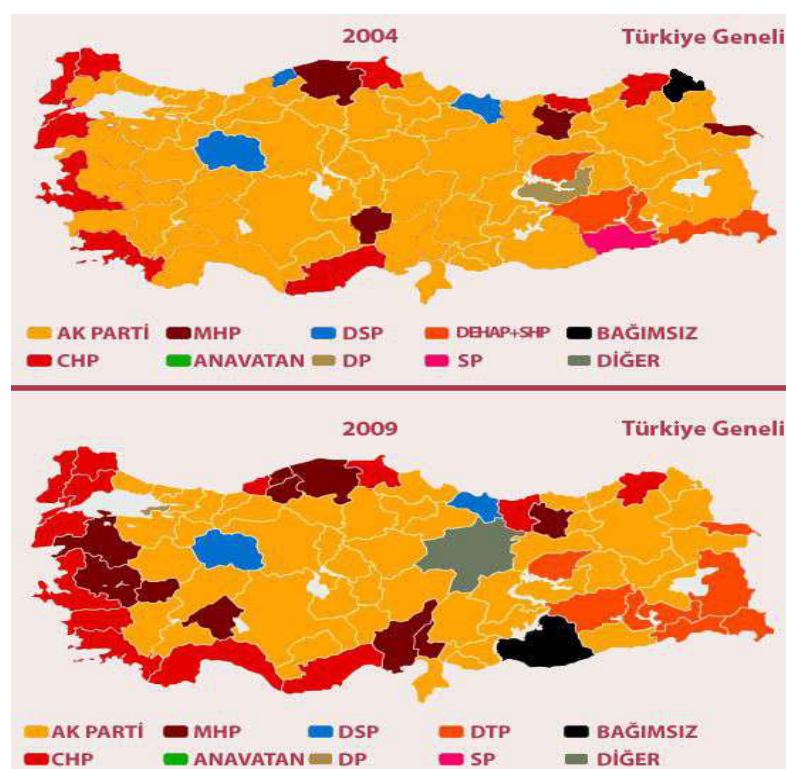 2004 Türkiye Geneli
AK PARTİ MHP DSP DEHAP+SHP BAĞIMSIZ
CHP ANAVATAN DP SP DİĞER
2009 Türkiye Geneli
AK PARTİ MHP DSP DTP BAĞIMSIZ
CHP ANAVATAN DP SP DİĞER